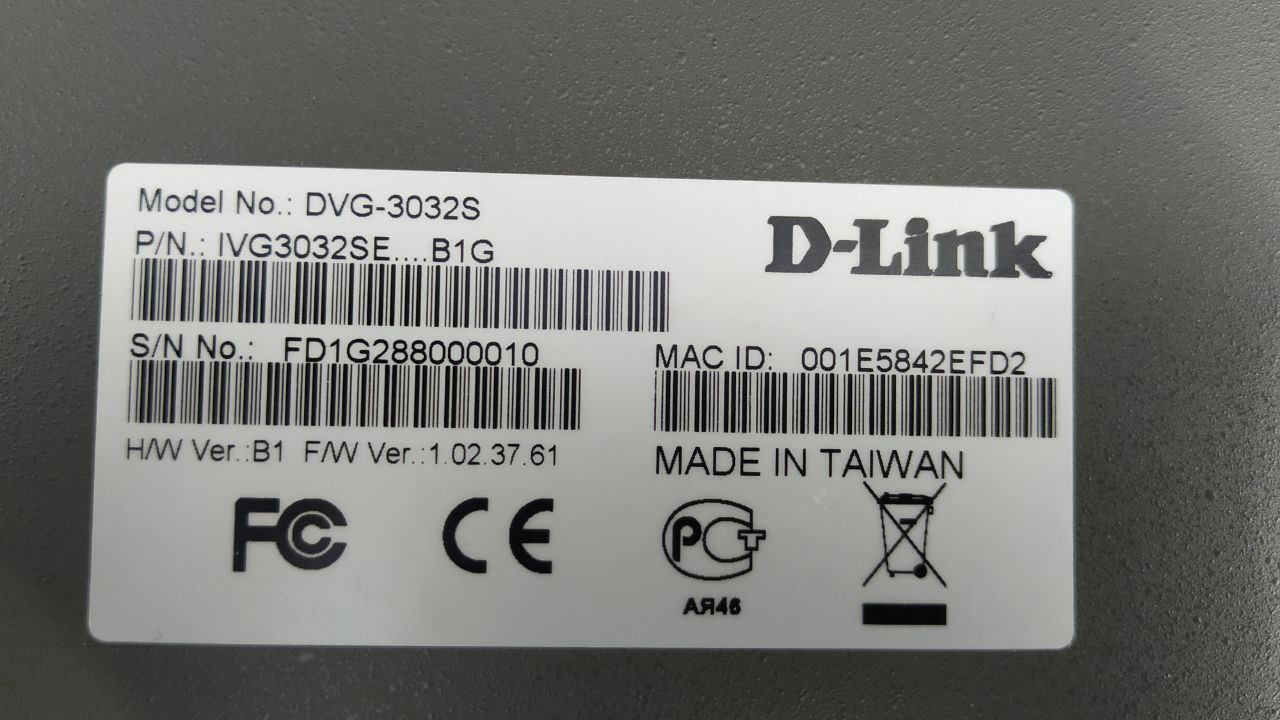 Model No.: DVG-3032S
D-Link
P/N.: IVG3032SE....B1G
S/N No.: FD1G288000010
MAC ID: 001E5842EFD2
H/W Ver.:B1 F/W Ver.:1.02.37.61
MADE IN TAIWAN
FC CE PCT
АЯ46